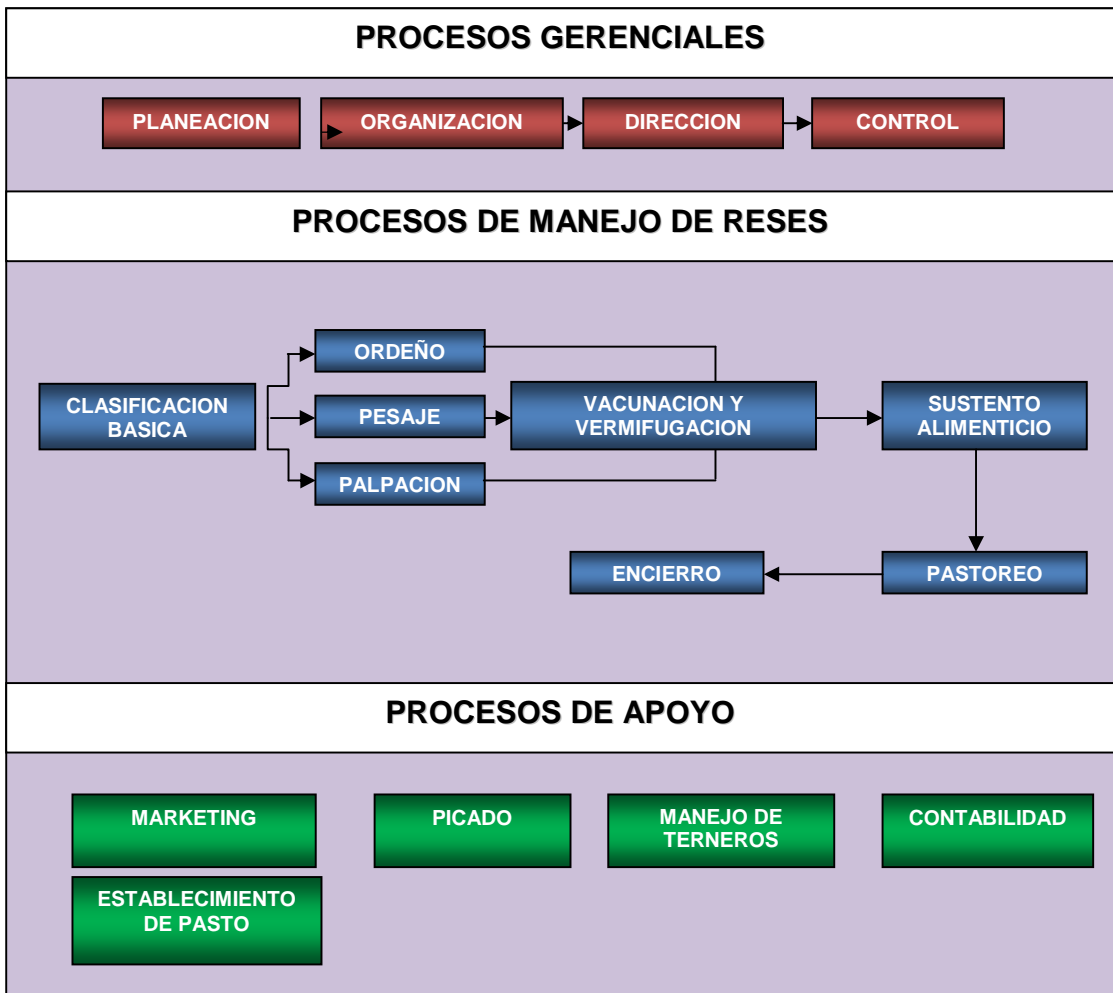 PROCESOS GERENCIALES
PLANEACION
ORGANIZACION
DIRECCION
CONTROL
PROCESOS DE MANEJO DE RESES
ORDEÑO
CLASIFICACION
BASICA
PESAJE
VACUNACION Y
VERMIFUGACION
SUSTENTO
ALIMENTICIO
PALPACION
ENCIERRO
PASTOREO
PROCESOS DE APOYO
MARKETING
PICADO
MANEJO DE
TERNEROS
CONTABILIDAD
ESTABLECIMIENTO
DE PASTO